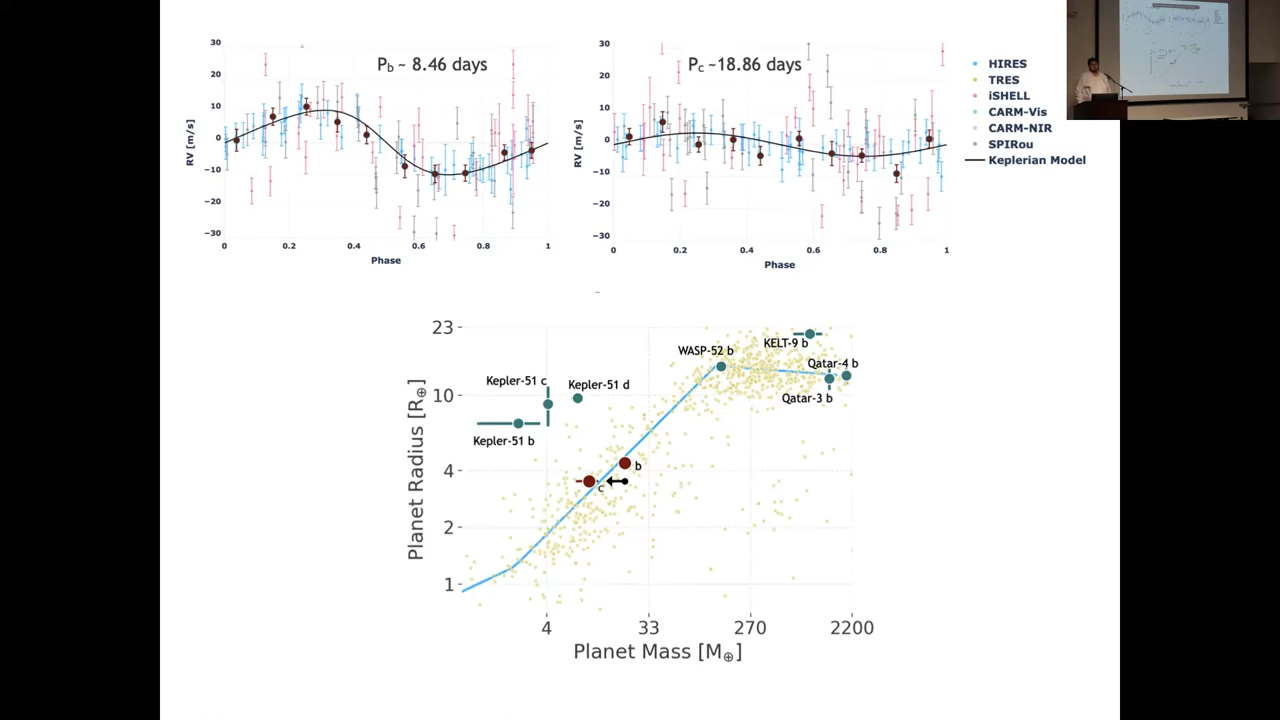 P_b ~ 8.46 days
30
20
10
0
−10
−20
−30
RV [m/s]
0 0.2 0.4 0.6 0.8 1
Phase
P_c ~18.86 days
30
20
10
0
−10
−20
−30
RV [m/s]
0 0.2 0.4 0.6 0.8 1
Phase
HIRES
TRES
iSHELL
CARM-Vis
CARM-NIR
SPIRou
Keplerian Model
23
10
4
2
1
Planet Radius [R⊕]
KELT-9 b
WASP-52 b
Qatar-4 b
Kepler-51 c
Kepler-51 d
Qatar-3 b
Kepler-51 b
b
c
4 33 270 2200
Planet Mass [M⊕]